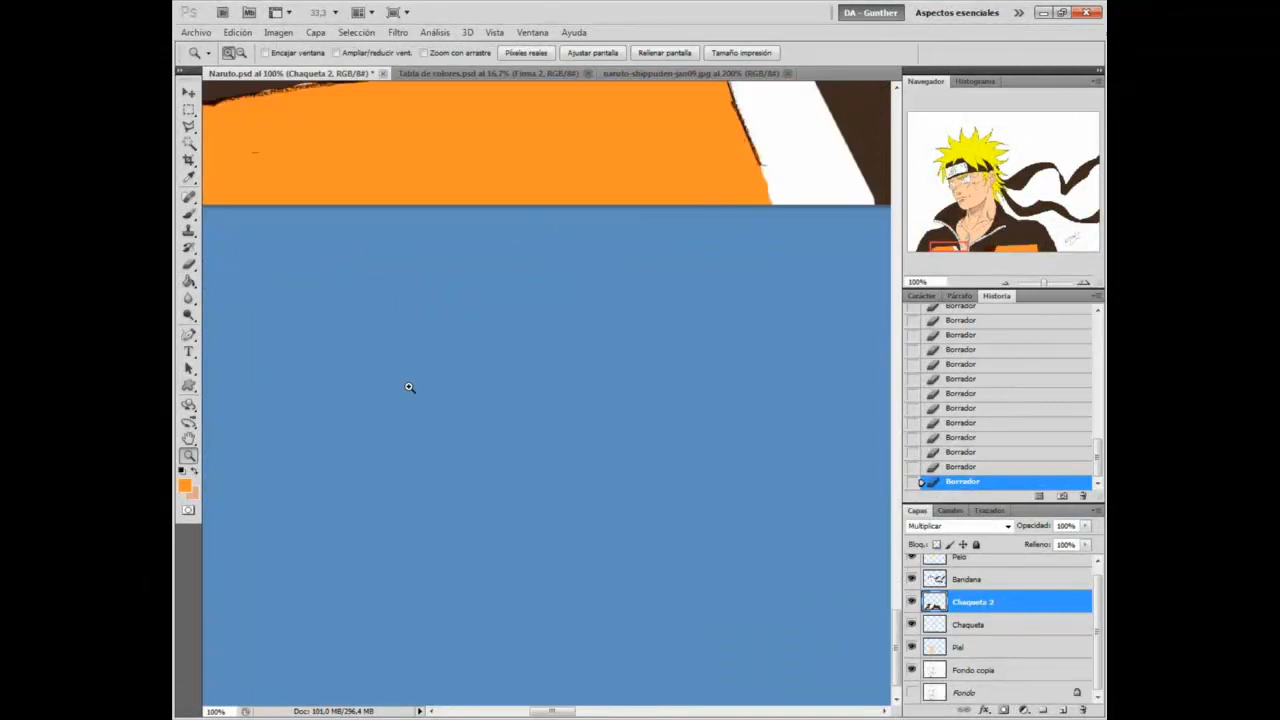 Ps Br Mb 33,3 DA - Gunther Aspectos esenciales
Archivo Edición Imagen Capa Selección Filtro Análisis 3D Vista Ventana Ayuda
Encajar ventana Ampliar/reducir vent. Zoom con arrastre Píxeles reales Ajustar pantalla Rellenar pantalla Tamaño impresión
Naruto.psd al 100% (Chaqueta 2, RGB/8#) * Tabla de colores.psd al 16,7% (Firma 2, RGB/8#) naruto-shippuden-jan09.jpg al 200% (RGB/8#)
Navegador Histograma
100%
Carácter Párrafo Historia
Borrador
Borrador
Borrador
Borrador
Borrador
Borrador
Borrador
Borrador
Borrador
Borrador
Borrador
Borrador
Borrador
Capas Canales Trazados
Multiplicar Opacidad: 100%
Bloq.: Relleno: 100%
Pelo
Bandana
Chaqueta 2
Chaqueta
Piel
Fondo copia
Fondo
100% Doc: 101,0 MB/296,4 MB